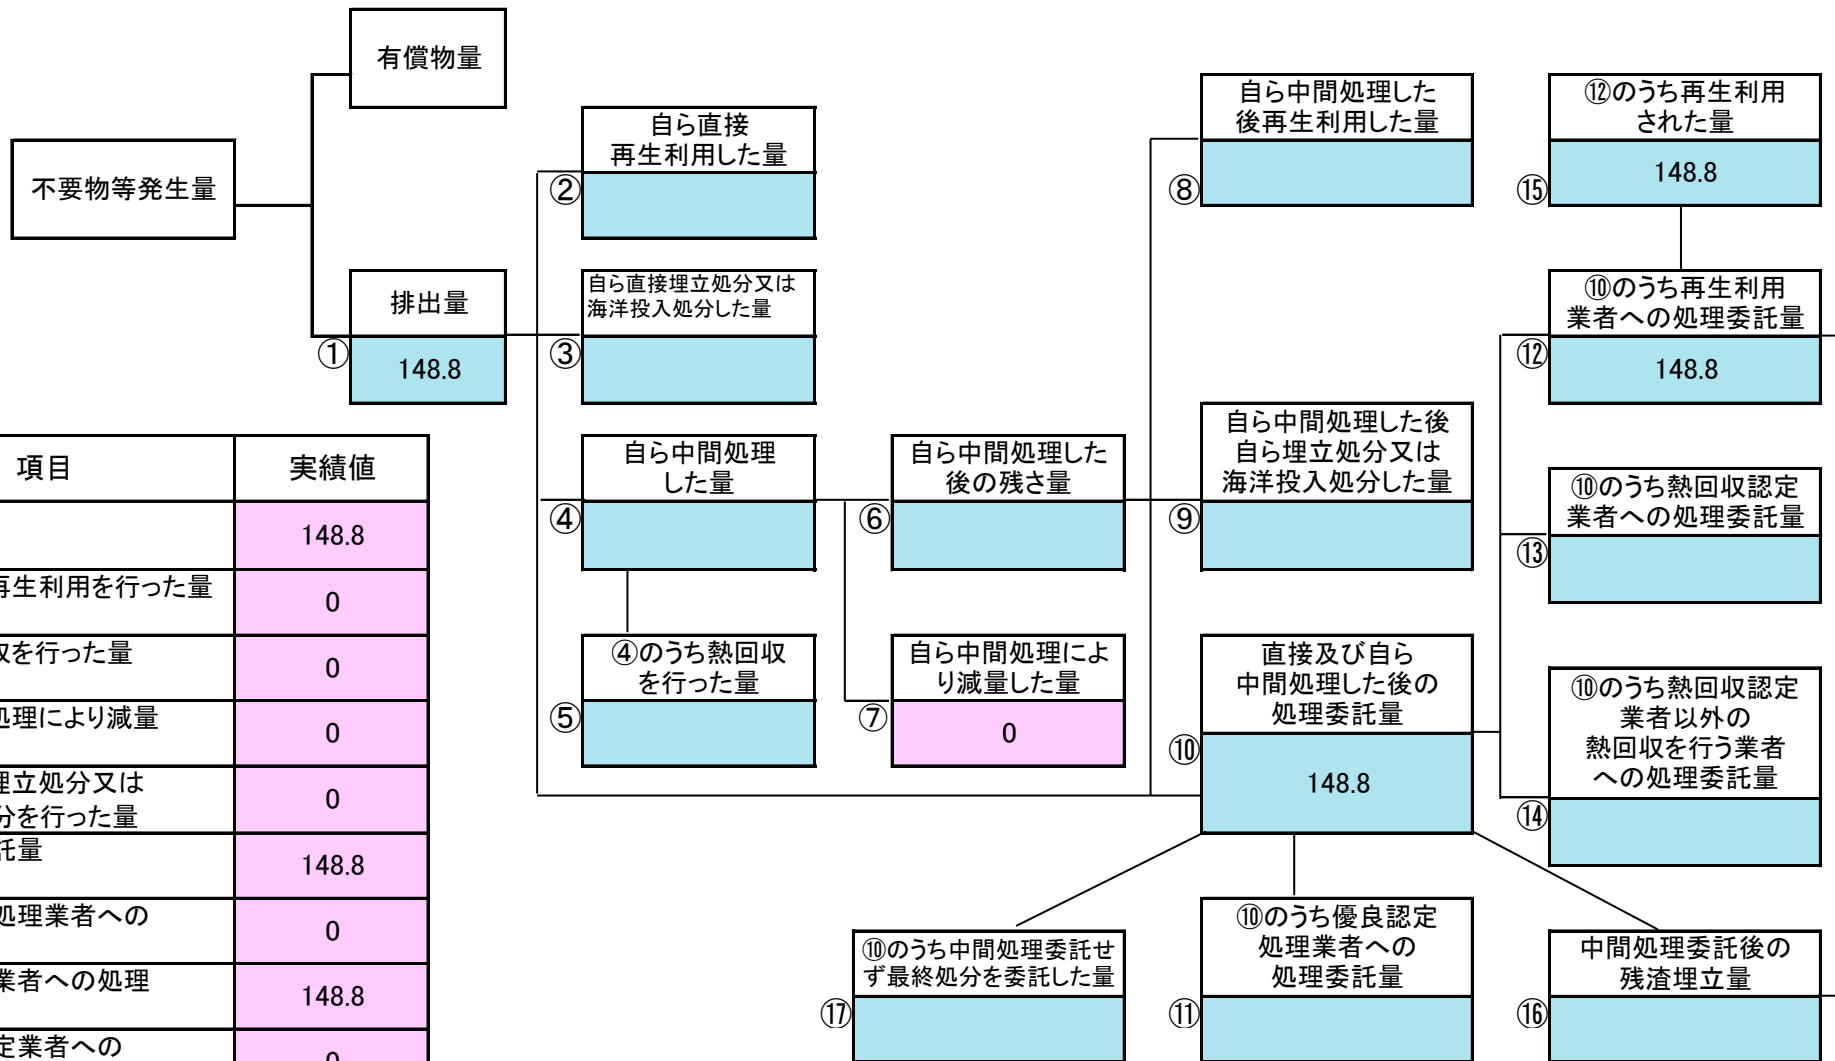 有償物量
不要物等発生量
排出量
①
148.8
自ら直接
再生利用した量
②
自ら直接埋立処分又は
海洋投入処分した量
③
自ら中間処理
した量
④
④のうち熱回収
を行った量
⑤
自ら中間処理した
後の残さ量
⑥
自ら中間処理によ
り減量した量
⑦
0
自ら中間処理した
後再生利用した量
⑧
自ら中間処理した後
自ら埋立処分又は
海洋投入処分した量
⑨
直接及び自ら
中間処理した後の
処理委託量
⑩
148.8
⑫のうち再生利用
された量
⑮
148.8
⑩のうち再生利用
業者への処理委託量
⑫
148.8
⑩のうち熱回収認定
業者への処理委託量
⑬
⑩のうち熱回収認定
業者以外の
熱回収を行う業者
への処理委託量
⑭
⑩のうち中間処理委託せ
ず最終処分を委託した量
⑰
⑩のうち優良認定
処理業者への
処理委託量
⑪
中間処理委託後の
残渣埋立量
⑯
項目
実績値
148.8
再生利用を行った量
0
を行った量
0
処理により減量
0
埋立処分又は
分を行った量
0
託量
148.8
処理業者への
0
業者への処理
148.8
定業者への
0